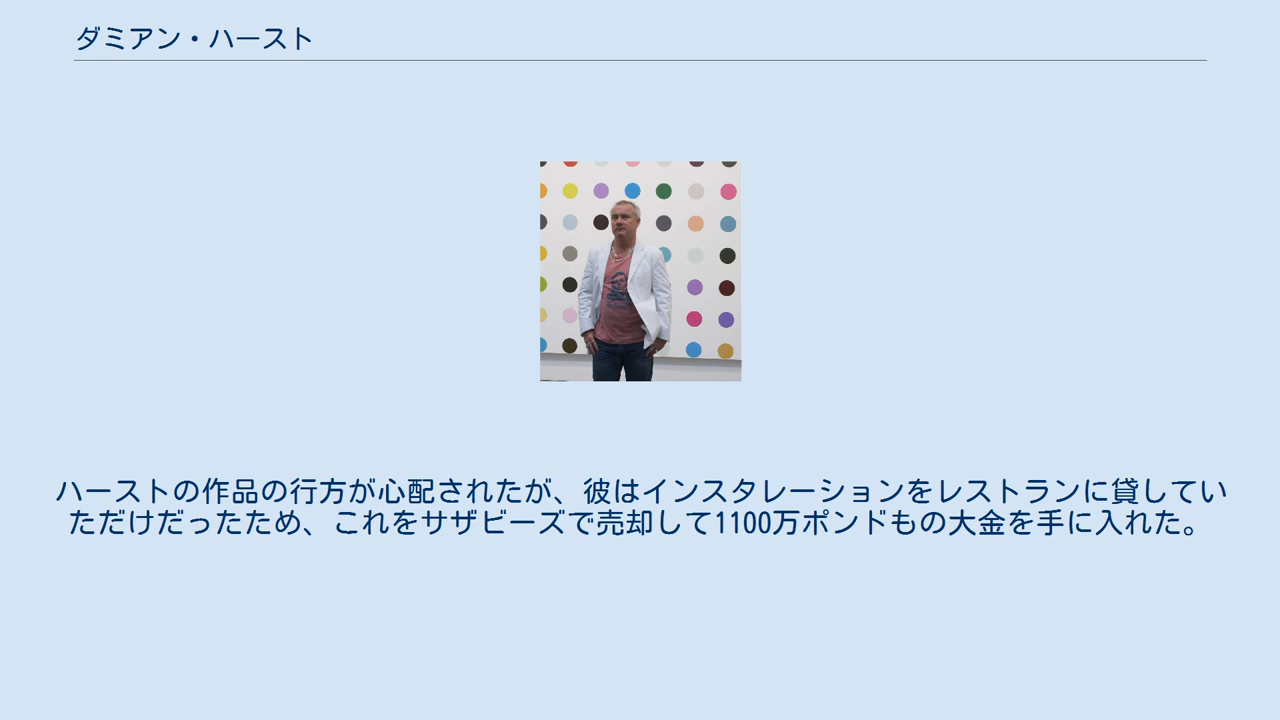 ダミアン・ハースト
ハーストの作品の行方が心配されたが、彼はインスタレーションをレストランに貸してい
ただけだったため、これをサザビーズで売却して1100万ポンドもの大金を手に入れた。